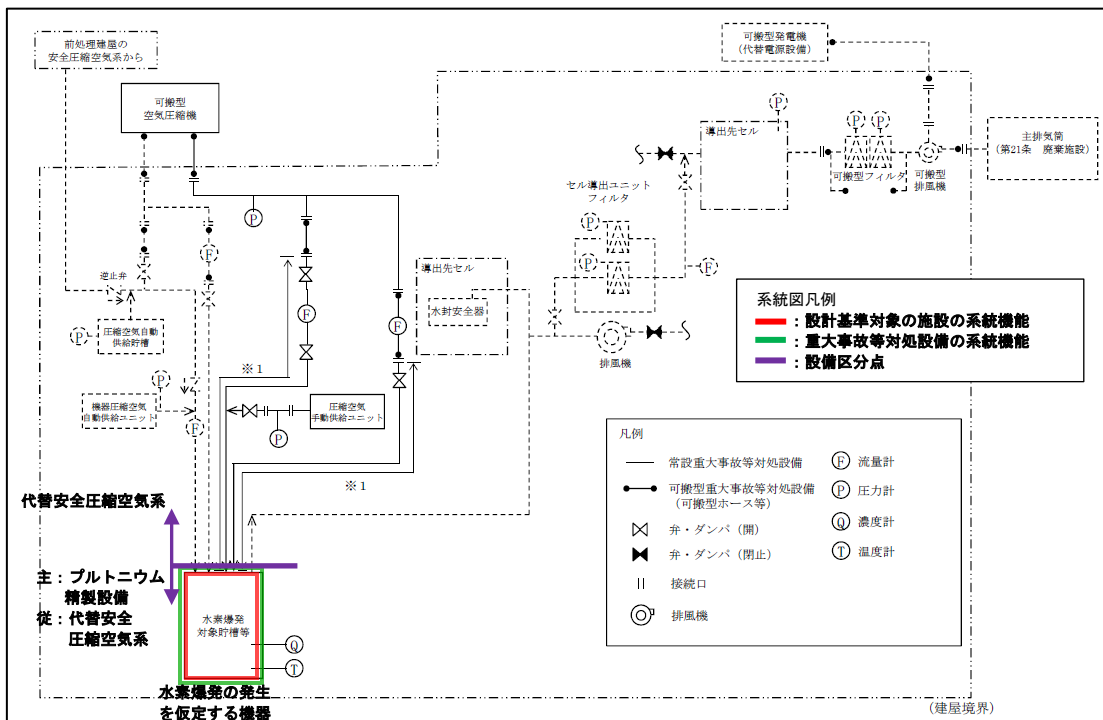 前処理建屋の
安全圧縮空気系から
可搬型
空気圧縮機
可搬型発電機
（代替電源設備）
主排気筒
（第21条　廃棄施設）
導出先セル
P
P
P
可搬型フィルタ
可搬型
排風機
セル導出ユニット
フィルタ
P
P
F
排風機
P
F
逆止弁
圧縮空気自動
供給貯槽
P
P
機器圧縮空気
自動供給ユニット
F
F
F
導出先セル
水封安全器
※１
圧縮空気
手動供給ユニット
P
※１
系統図凡例
：設計基準対象の施設の系統機能
：重大事故等対処設備の系統機能
：設備区分点
凡例
常設重大事故等対処設備
可搬型重大事故等対処設備
（可搬型ホース等）
弁・ダンパ（開）
弁・ダンパ（閉止）
接続口
排風機
F 流量計
P 圧力計
Q 濃度計
T 温度計
代替安全圧縮空気系
主：プルトニウム
精製設備
従：代替安全
圧縮空気系
水素爆発
対象貯槽等
Q
T
水素爆発の発生
を仮定する機器
（建屋境界）